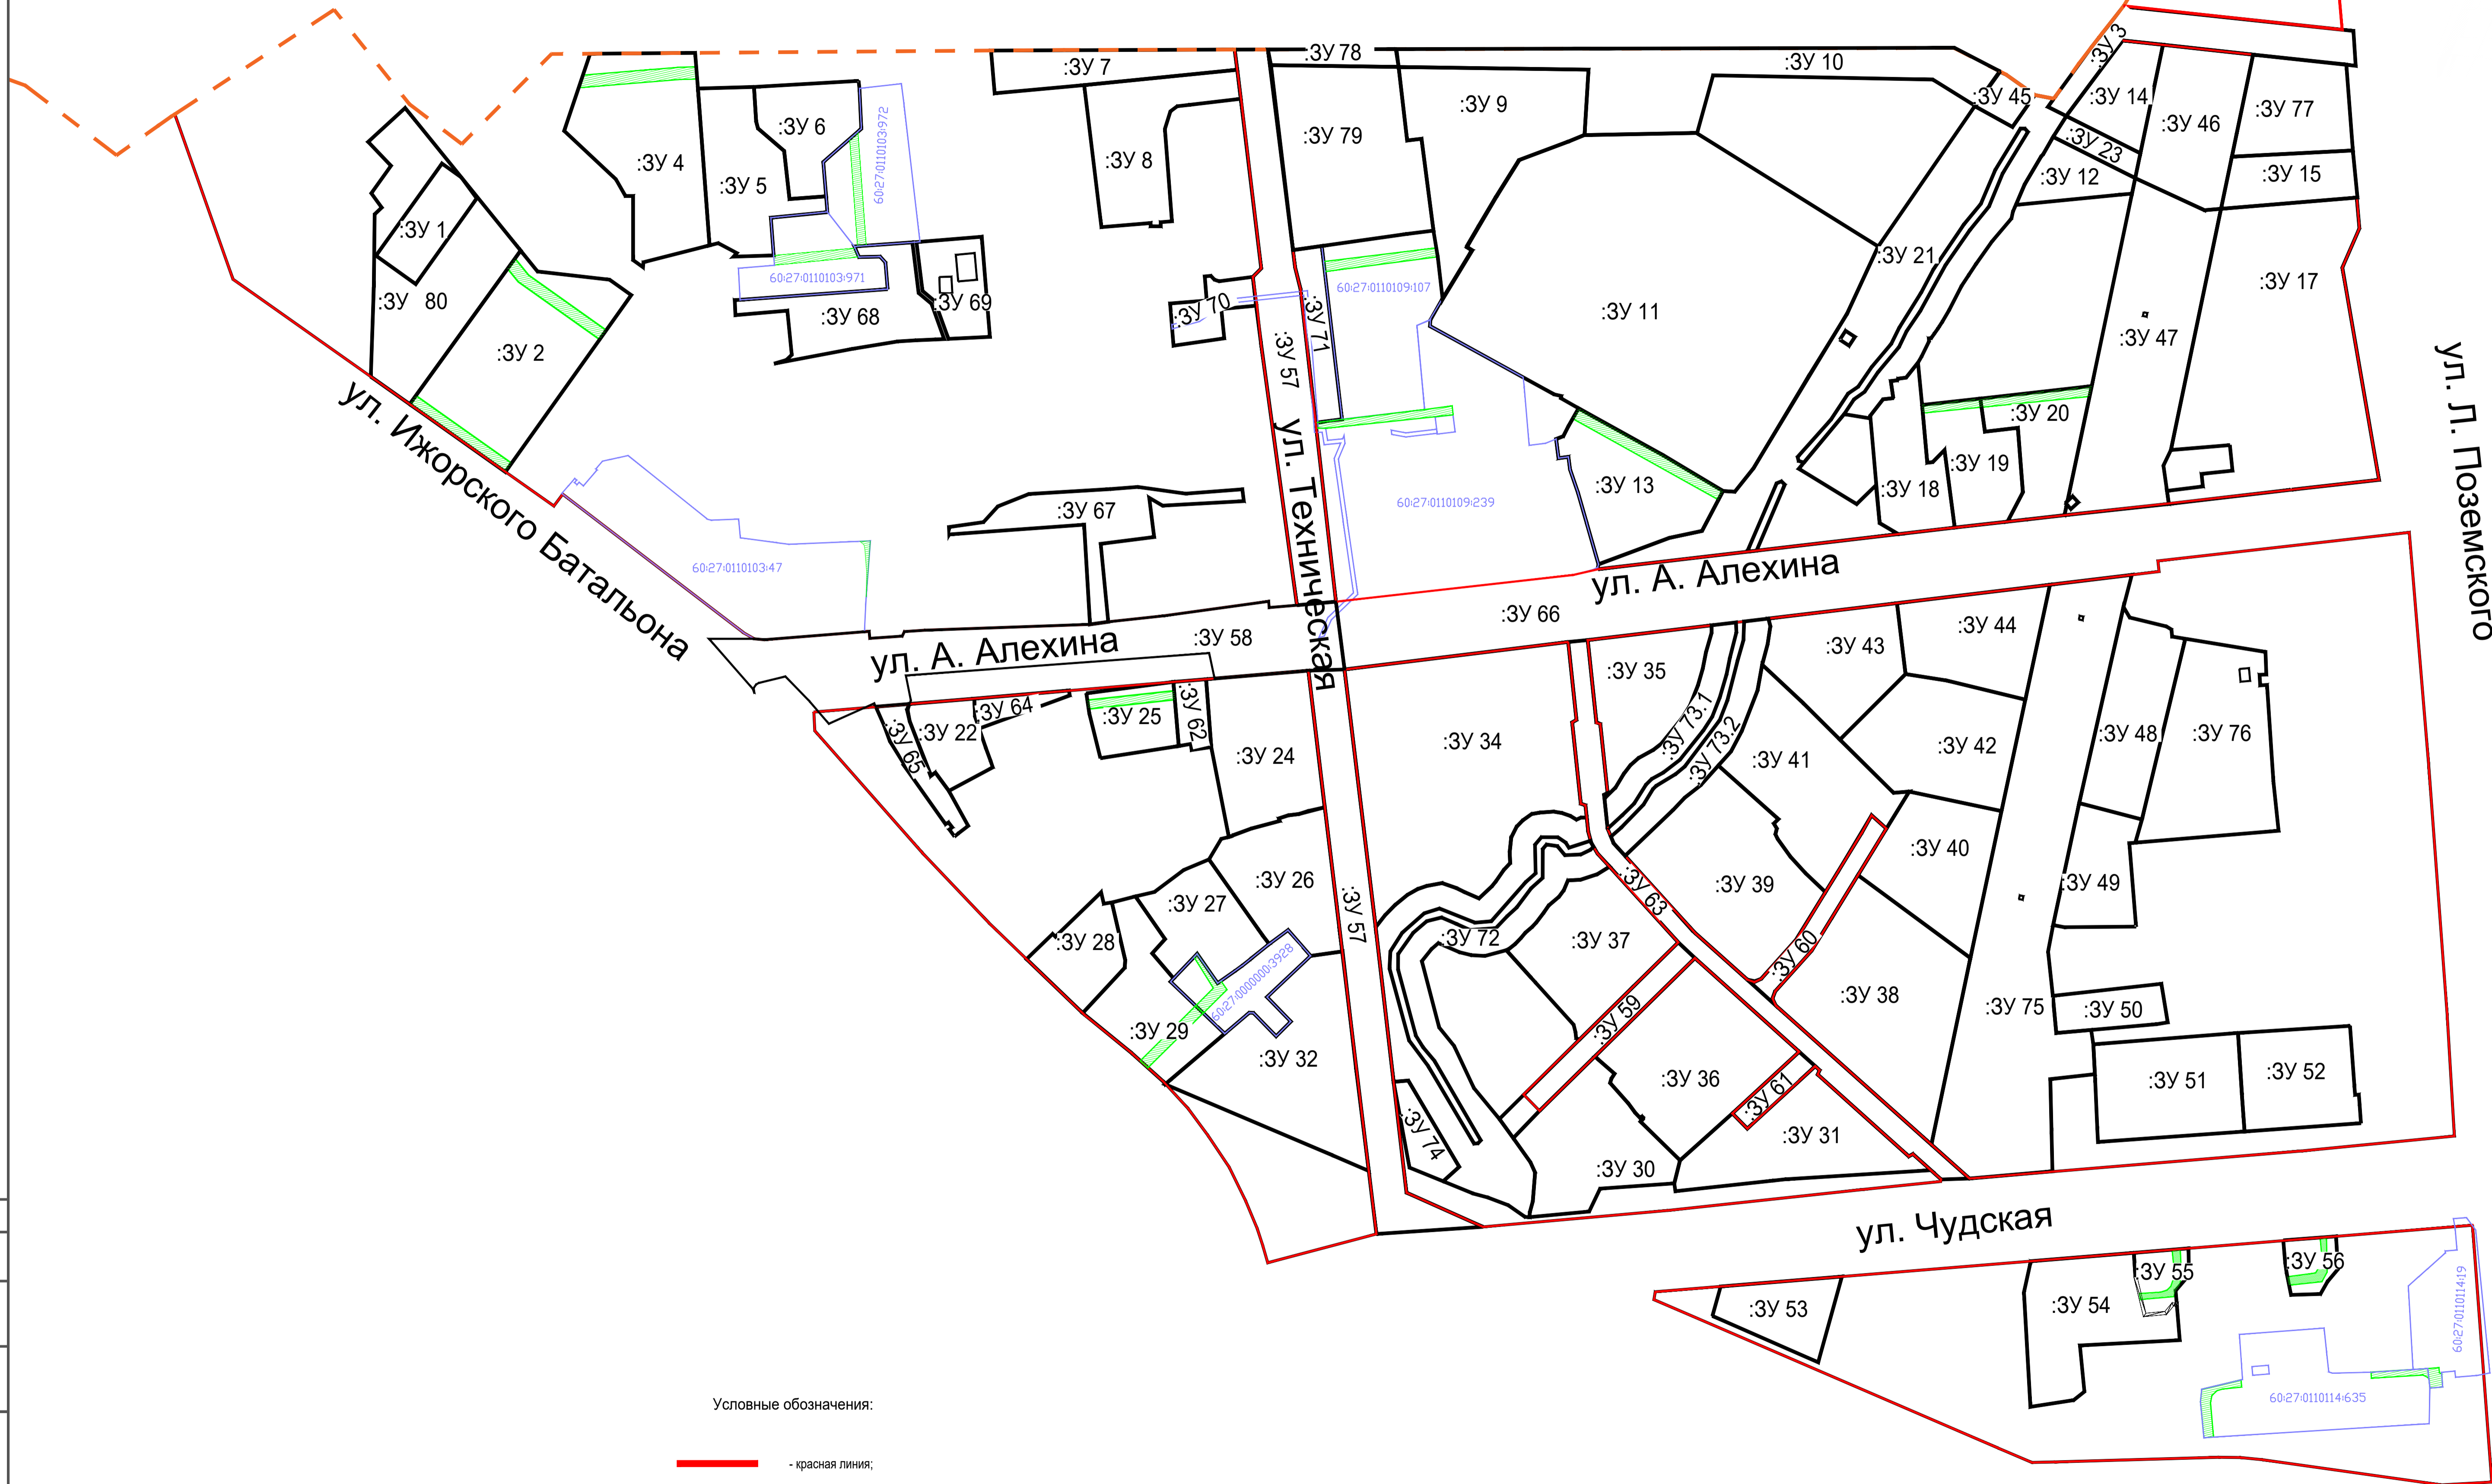 :ЗУ 3
:ЗУ 78
:ЗУ 7
:ЗУ 10
:ЗУ 45
:ЗУ 14
:ЗУ 9
:ЗУ 77
:ЗУ 46
:ЗУ 6
:ЗУ 79
:ЗУ 23
60:27:0110103:972
:ЗУ 4
:ЗУ 8
:ЗУ 5
:ЗУ 12
:ЗУ 15
:ЗУ 1
:ЗУ 21
60:27:0110103:971
:ЗУ 17
60:27:0110109:107
:ЗУ 80
:ЗУ 69
:ЗУ 70
:ЗУ 71
:ЗУ 68
:ЗУ 11
:ЗУ 47
:ЗУ 2
:ЗУ 57
ул. Л. Поземского
:ЗУ 20
ул. Ижорского Батальона
ул. Техническая
:ЗУ 19
:ЗУ 13
:ЗУ 18
60:27:0110109:239
:ЗУ 67
60:27:0110103:47
ул. А. Алехина
:ЗУ 66
:ЗУ 58
ул. А. Алехина
:ЗУ 44
:ЗУ 43
:ЗУ 35
:ЗУ 64
:ЗУ 25
:ЗУ 62
:ЗУ 22
:ЗУ 65
:ЗУ 24
:ЗУ 34
:ЗУ 73.1
:ЗУ 73.2
:ЗУ 41
:ЗУ 42
:ЗУ 48
:ЗУ 76
:ЗУ 40
:ЗУ 26
:ЗУ 39
:ЗУ 49
:ЗУ 63
:ЗУ 27
:ЗУ 57
:ЗУ 28
:ЗУ 72
:ЗУ 37
:ЗУ 60
60:27:0000000:3928
:ЗУ 38
:ЗУ 75
:ЗУ 50
:ЗУ 59
:ЗУ 29
:ЗУ 32
:ЗУ 36
:ЗУ 61
:ЗУ 51
:ЗУ 52
:ЗУ 74
:ЗУ 31
:ЗУ 30
ул. Чудская
:ЗУ 55
:ЗУ 56
:ЗУ 53
:ЗУ 54
60:27:0110114:19
60:27:0110114:635
Условные обозначения:
- красная линия;